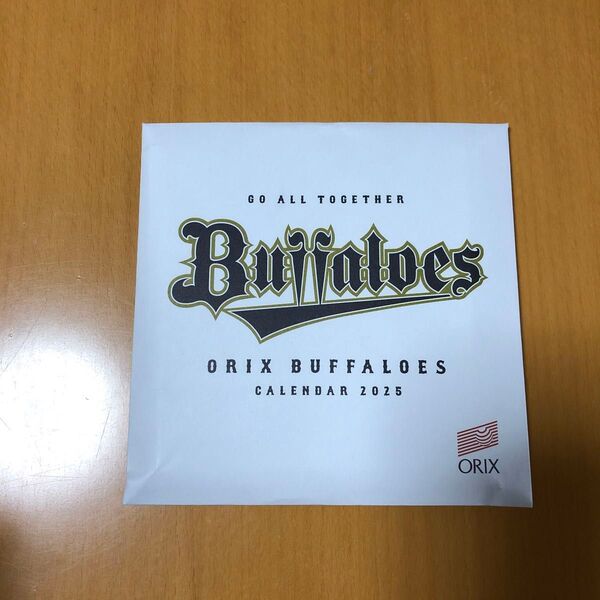 GO ALL TOGETHER
Buffaloes
ORIX BUFFALOES
CALENDAR 2025
ORIX